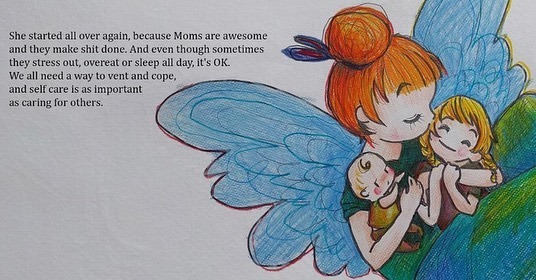 She started all over again, because Moms are awesome
and they make shit done. And even though sometimes
they stress out, overeat or sleep all day, it's OK.
We all need a way to vent and cope,
and self care is as important
as caring for others.